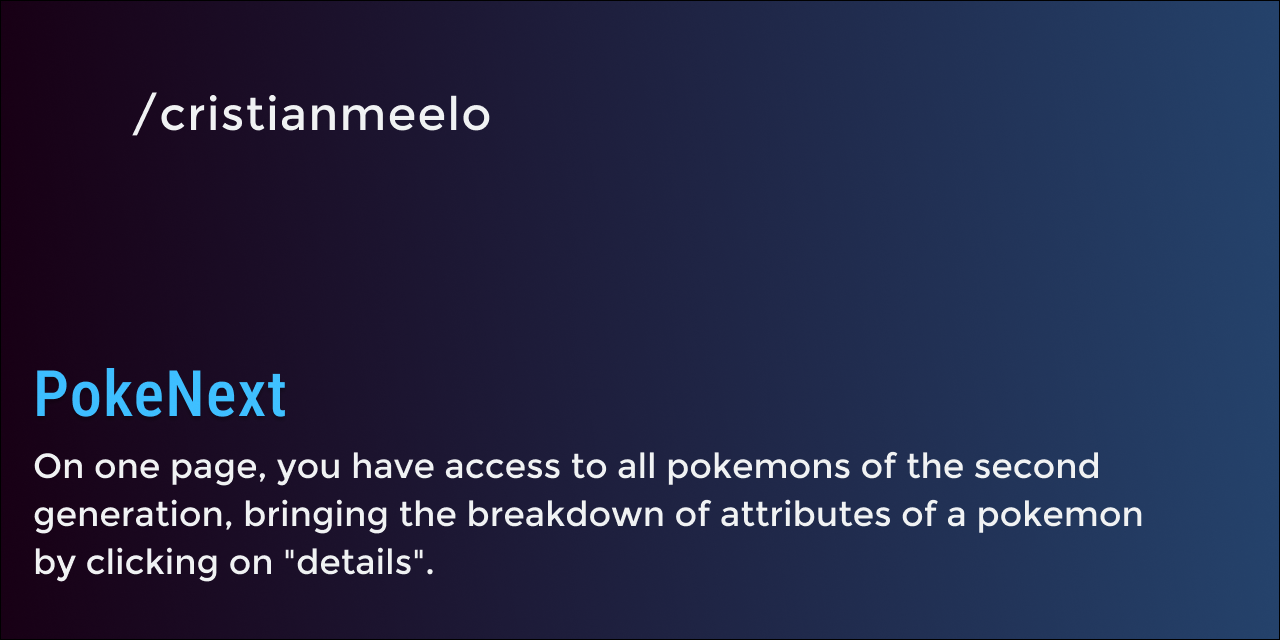 /cristianmeelo
PokeNext
On one page, you have access to all pokemons of the second
generation, bringing the breakdown of attributes of a pokemon
by clicking on "details".